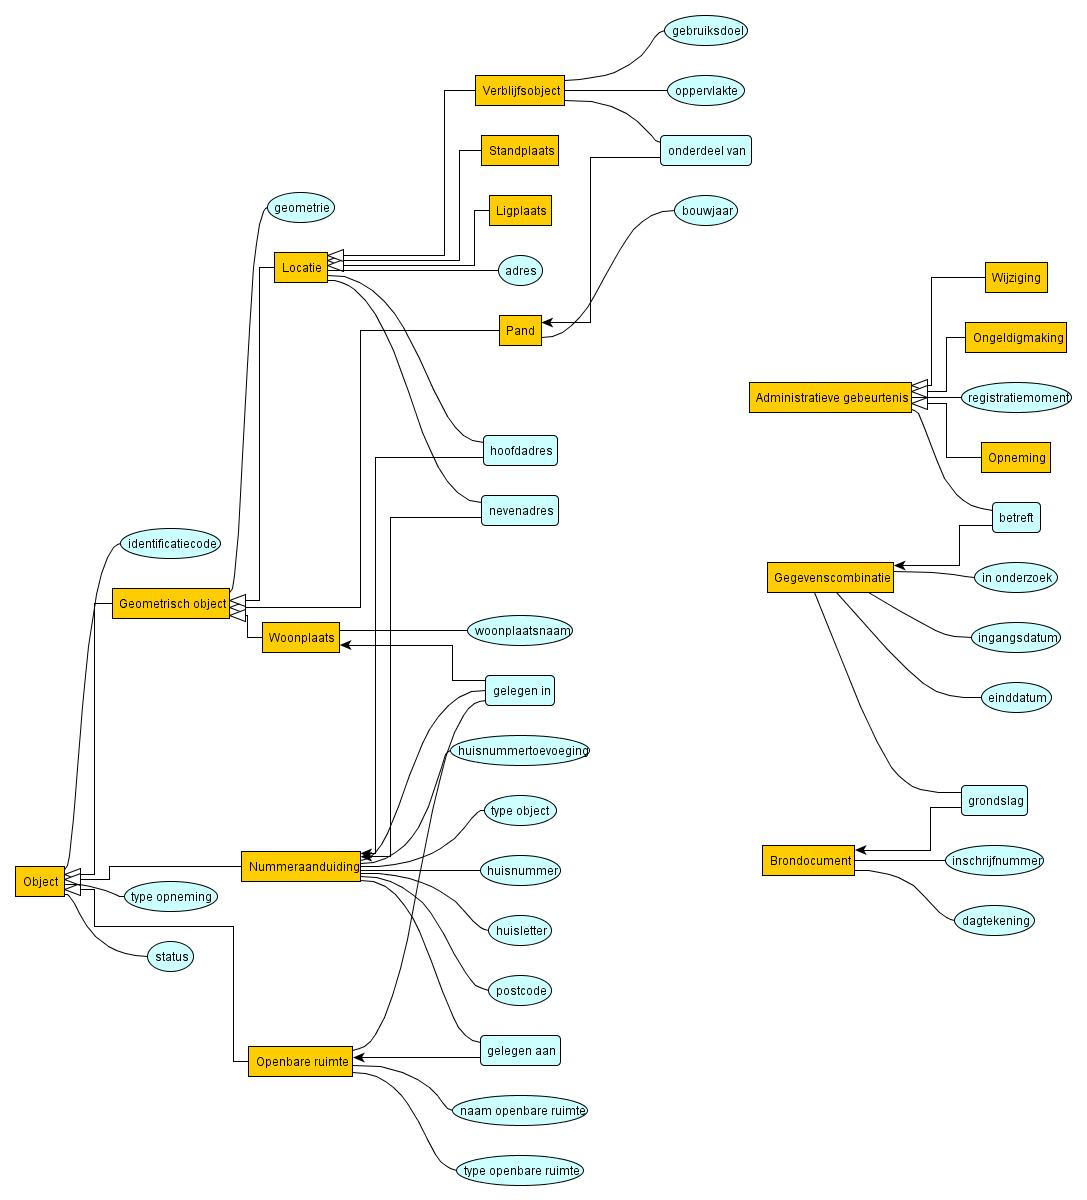 gebruiksdoel
Verblijfsobject
oppervlakte
Standplaats
onderdeel van
geometrie
Ligplaats
bouwjaar
Locatie
adres
Wijziging
Pand
Ongeldigmaking
Administratieve gebeurtenis
registratiemoment
hoofdadres
Opneming
nevenadres
betreft
identificatiecode
Gegevenscombinatie
in onderzoek
Geometrisch object
Woonplaats
woonplaatsnaam
ingangsdatum
gelegen in
einddatum
huisnummertoevoeging
type object
grondslag
Nummeraanduiding
huisnummer
Brondocument
inschrijfnummer
Object
type opneming
huisletter
dagtekening
status
postcode
gelegen aan
Openbare ruimte
naam openbare ruimte
type openbare ruimte